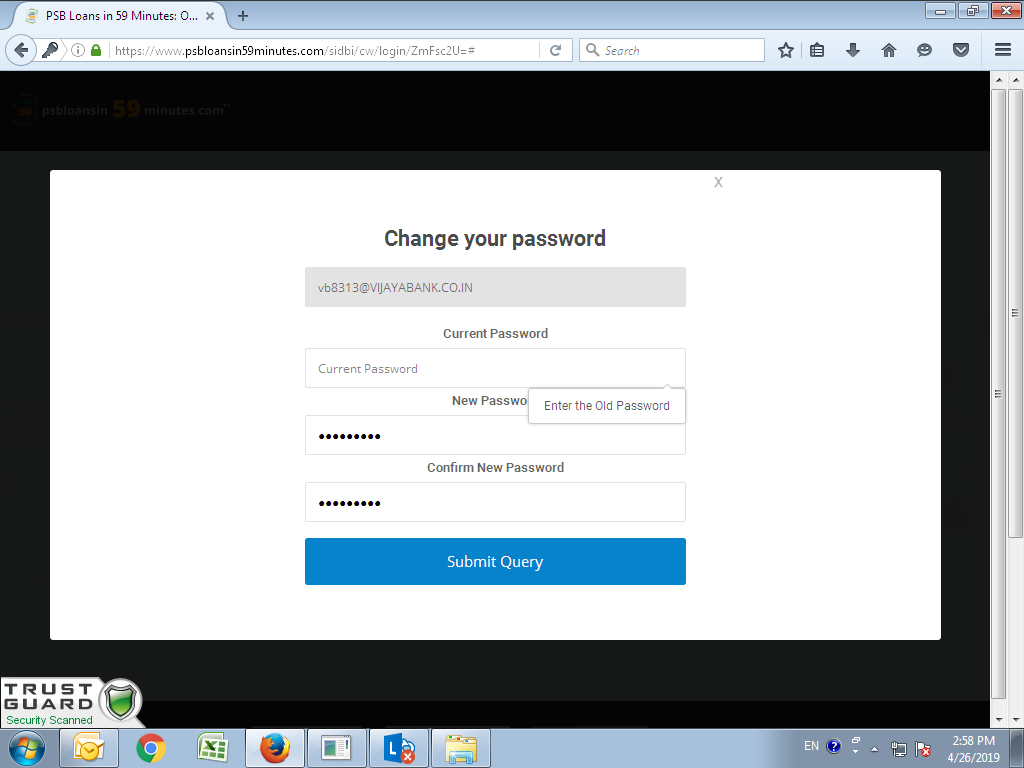 PSB Loans in 59 Minutes: O...
https://www.psbloansin59minutes.com/sidbi/cw/login/ZmFsc2U=#
Search
psbloansin 59 minutes.com™
X
Change your password
vb8313@VIJAYABANK.CO.IN
Current Password
Current Password
New Passwo
Enter the Old Password
•••••••••
Confirm New Password
•••••••••
Submit Query
TRUST
GUARD
Security Scanned
EN
2:58 PM
4/26/2019